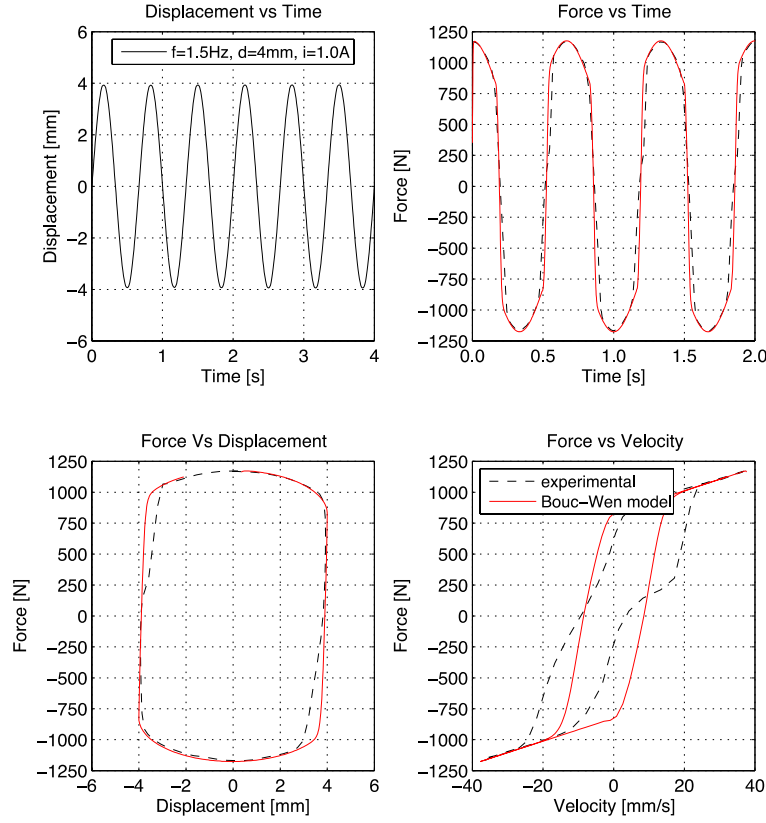 Displacement vs Time
f=1.5Hz, d=4mm, i=1.0A
Displacement [mm]
6
4
2
0
−2
−4
−6
0 1 2 3 4
Time [s]
Force vs Time
Force [N]
1250
1000
750
500
250
0
−250
−500
−750
−1000
−1250
0.0 0.5 1.0 1.5 2.0
Time [s]
Force Vs Displacement
Force [N]
1250
1000
750
500
250
0
−250
−500
−750
−1000
−1250
−6 −4 −2 0 2 4 6
Displacement [mm]
Force vs Velocity
experimental
Bouc−Wen model
Force [N]
1250
1000
750
500
250
0
−250
−500
−750
−1000
−1250
−40 −20 0 20 40
Velocity [mm/s]